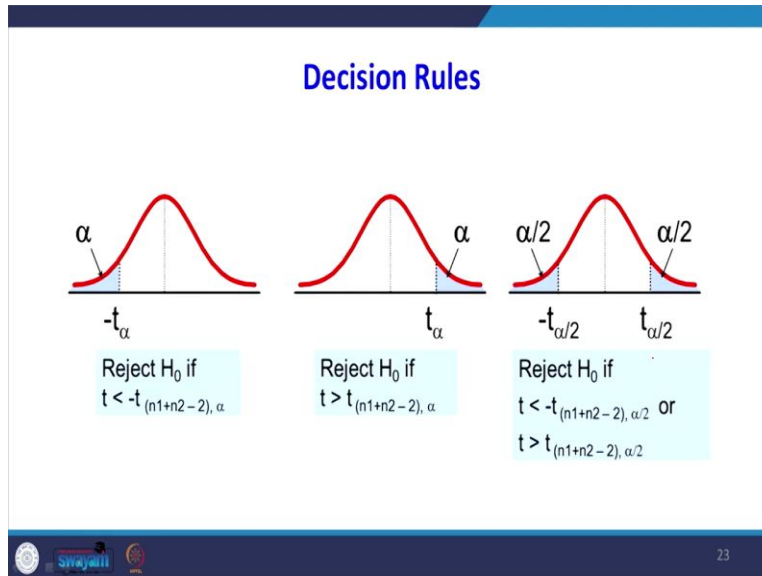 Decision Rules
α
-tα
Reject H0 if
t < -t (n1+n2 – 2), α
α
tα
Reject H0 if
t > t (n1+n2 – 2), α
α/2 α/2
-tα/2 tα/2
Reject H0 if
t < -t (n1+n2 – 2), α/2 or
t > t (n1+n2 – 2), α/2
swayam
23